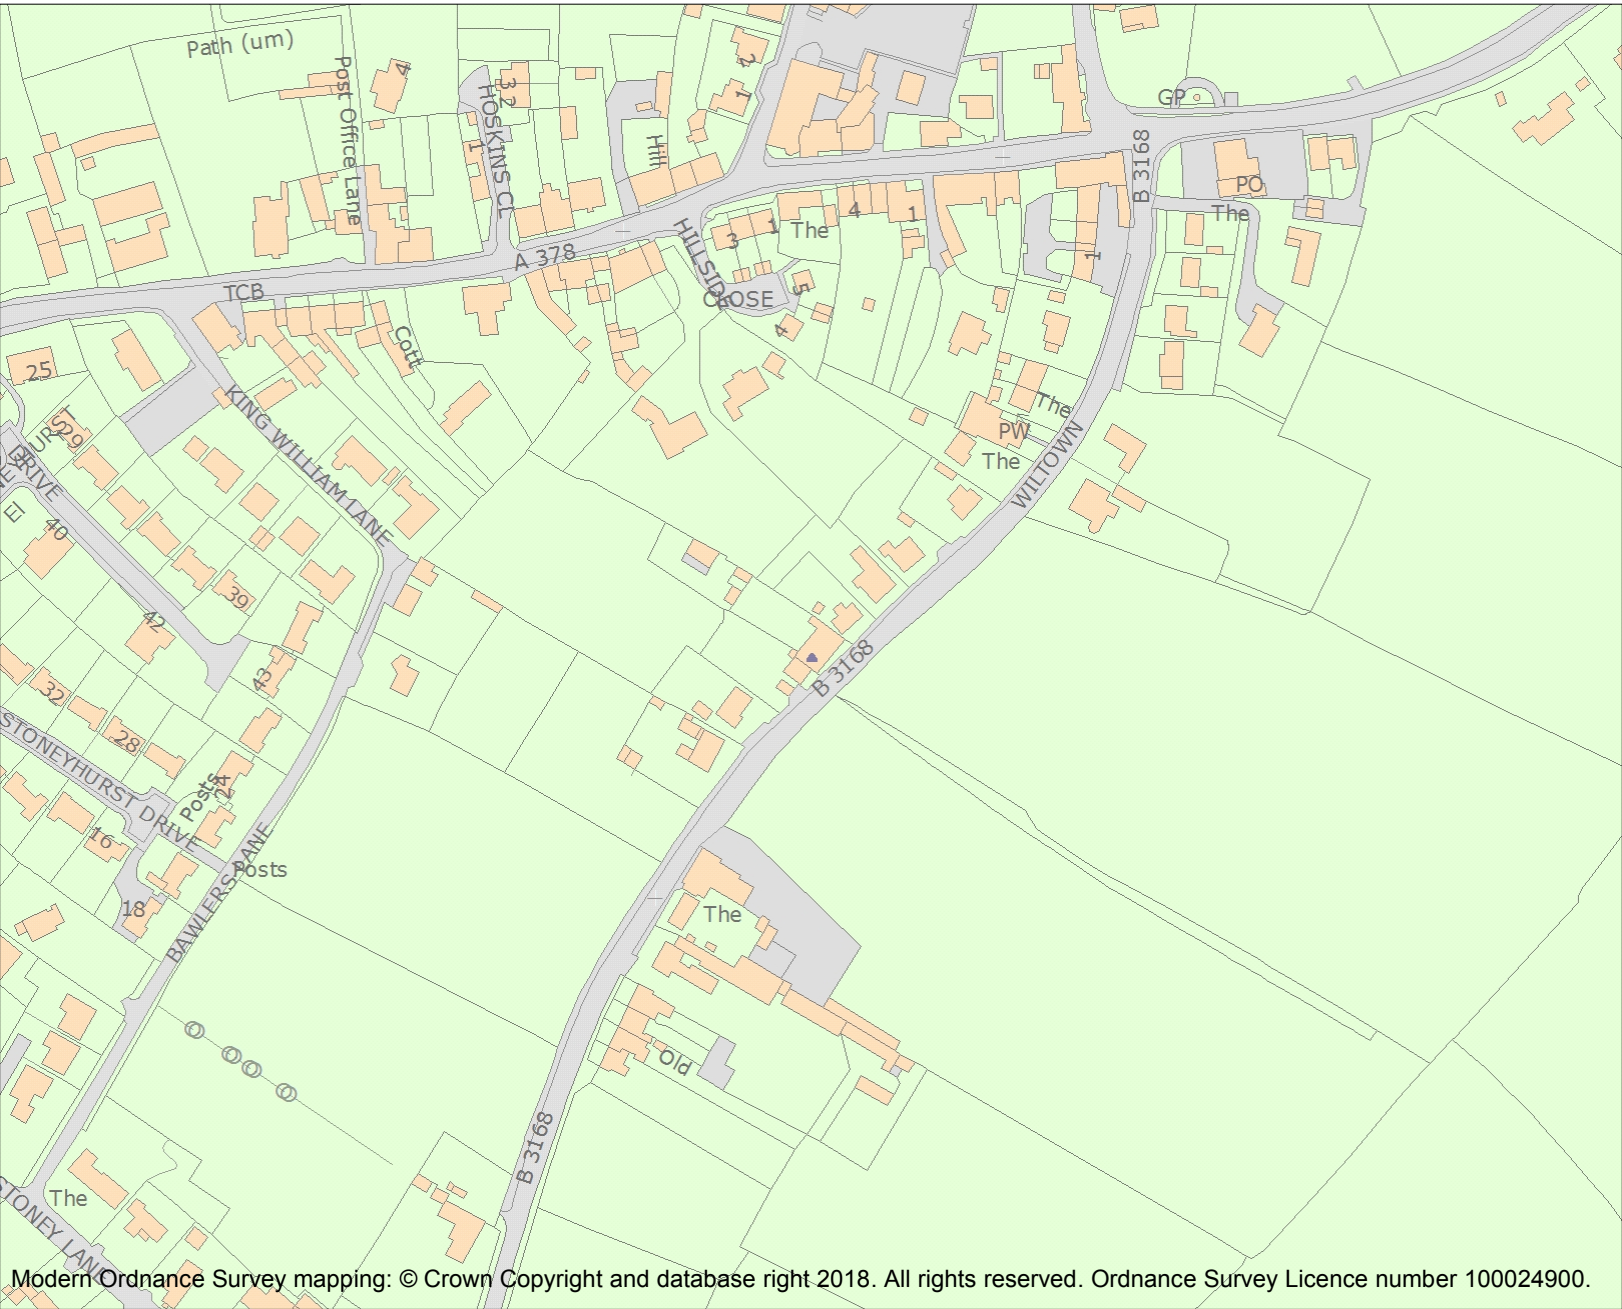 Path (um)
Post Office Lane
4
3 2
HOSKINS CL
1
Hill
2
1
GP
B 3168
PO
The
A 378
HILLSIDE
CLOSE
3
1
The
4
1
5
4
1
TCB
Cott
25
29
DRIVE
40
KING WILLIAM LANE
The
PW
The
WILTOWN
39
42
43
32
28
STONEYHURST DRIVE
Posts
24
16
18
BAWLERS LANE
Posts
B 3168
The
Old
B 3168
The
STONEY LANE
Modern Ordnance Survey mapping: © Crown Copyright and database right 2018. All rights reserved. Ordnance Survey Licence number 100024900.